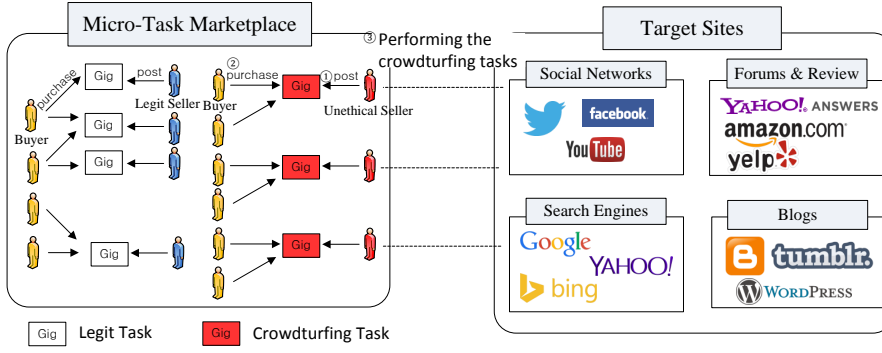 Micro-Task Marketplace
Target Sites
③ Performing the
crowdturfing tasks
purchase
Gig
post
Legit Seller
Buyer
Gig
Gig
Gig
②
purchase
Buyer
Gig
① post
Unethical Seller
Gig
Gig
Social Networks
facebook
YouTube
Forums & Review
YAHOO! ANSWERS
amazon.com
yelp
Search Engines
Google
YAHOO!
bing
Blogs
B
tumblr.
W WORDPRESS
Gig Legit Task
Gig Crowdturfing Task